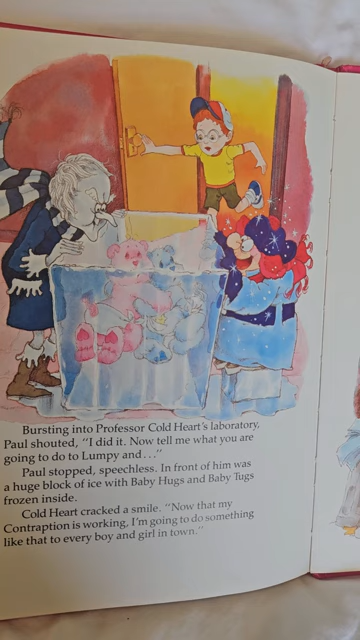 Bursting into Professor Cold Heart's laboratory,
Paul shouted, "I did it. Now tell me what you are
going to do to Lumpy and . . ."
Paul stopped, speechless. In front of him was
a huge block of ice with Baby Hugs and Baby Tugs
frozen inside.
Cold Heart cracked a smile. "Now that my
Contraption is working, I'm going to do something
like that to every boy and girl in town."